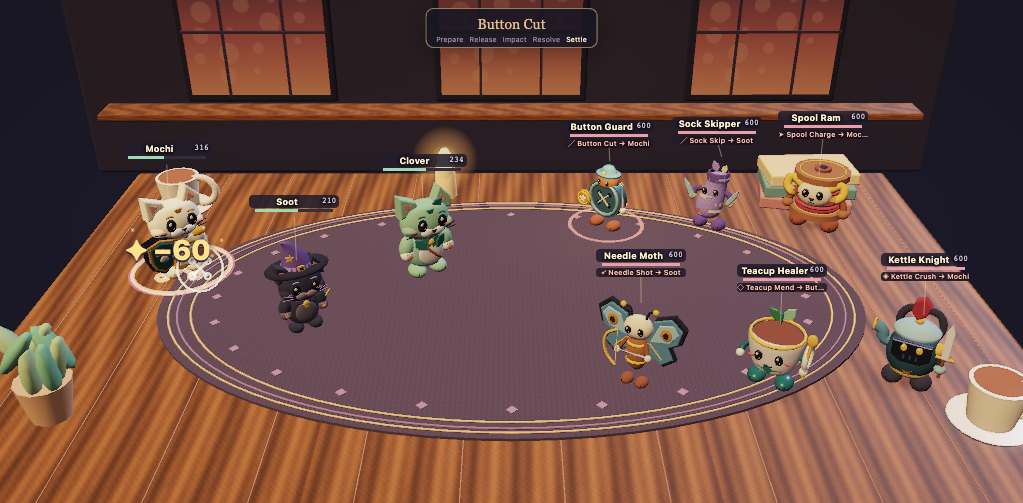 Button Cut
Prepare Release Impact Resolve Settle
Mochi 316
Soot 210
Clover 234
Button Guard 600
Button Cut → Mochi
Sock Skipper 600
Sock Skip → Soot
Spool Ram 600
Spool Charge → Moc...
-60
Needle Moth 600
Needle Shot → Soot
Teacup Healer 600
Teacup Mend → But...
Kettle Knight 600
Kettle Crush → Mochi